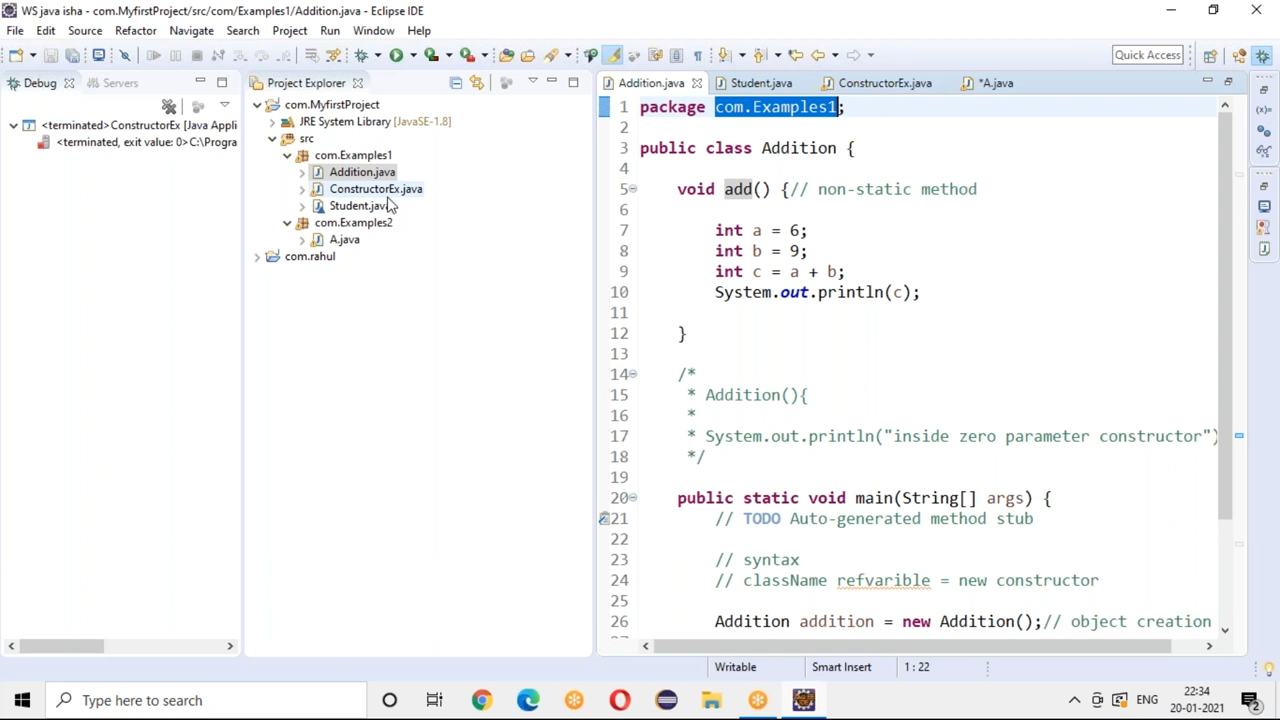 WS java isha - com.MyfirstProject/src/com/Examples1/Addition.java - Eclipse IDE
File Edit Source Refactor Navigate Search Project Run Window Help
Quick Access
Debug Servers
<terminated>ConstructorEx [Java Appli
<terminated, exit value: 0>C:\Progra
Project Explorer
com.MyfirstProject
JRE System Library [JavaSE-1.8]
src
com.Examples1
Addition.java
ConstructorEx.java
Student.java
com.Examples2
A.java
com.rahul
Addition.java Student.java ConstructorEx.java *A.java
1 package com.Examples1;
2
3 public class Addition {
4
5 void add() {// non-static method
6
7 int a = 6;
8 int b = 9;
9 int c = a + b;
10 System.out.println(c);
11
12 }
13
14 /*
15 * Addition(){
16 *
17 * System.out.println("inside zero parameter constructor")
18 */
19
20 public static void main(String[] args) {
21 // TODO Auto-generated method stub
22
23 // syntax
24 // className refvarible = new constructor
25
26 Addition addition = new Addition();// object creation
27
Writable Smart Insert 1 : 22
Type here to search
ENG
22:34
20-01-2021
2